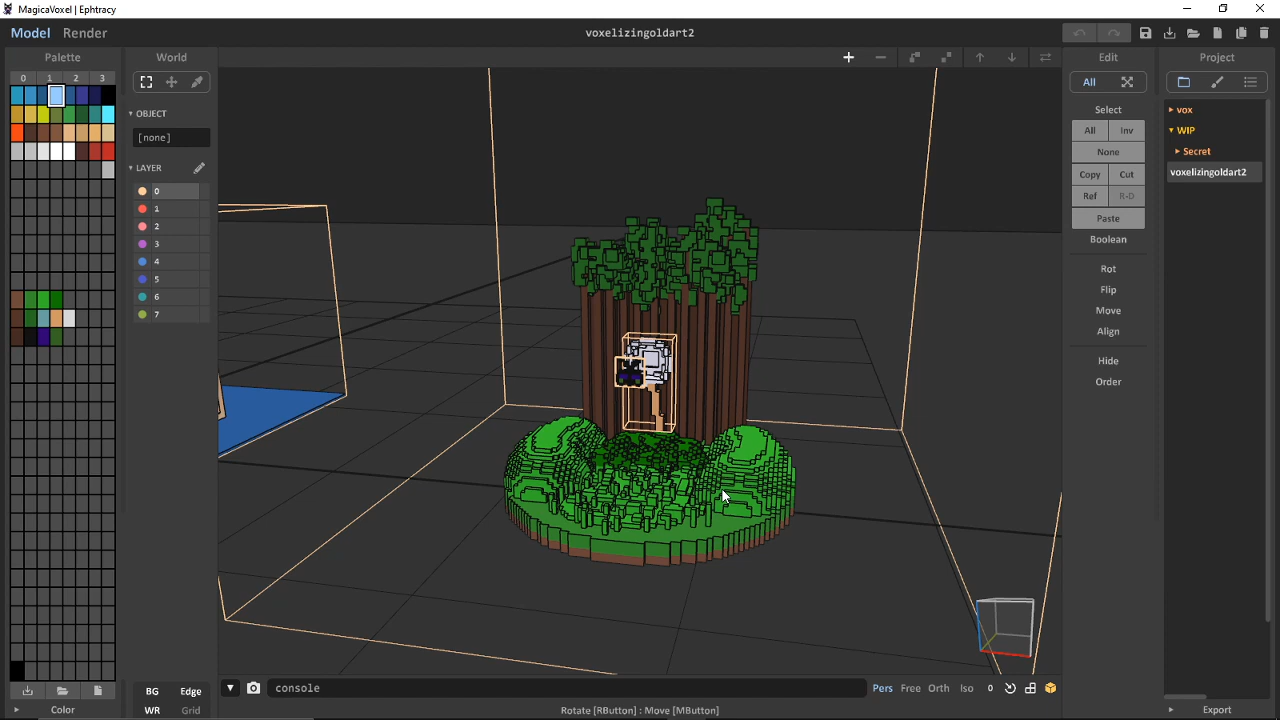 MagicaVoxel | Ephtracy
Model Render
voxelizingoldart2
Palette
0 1 2 3
World
OBJECT
[none]
LAYER
0
1
2
3
4
5
6
7
BG Edge
WR Grid
Color
console
Pers Free Orth Iso 0
Rotate [RButton] : Move [MButton]
Edit
All
Select
All Inv
None
Copy Cut
Ref R-D
Paste
Boolean
Rot
Flip
Move
Align
Hide
Order
Project
vox
WIP
Secret
voxelizingoldart2
Export